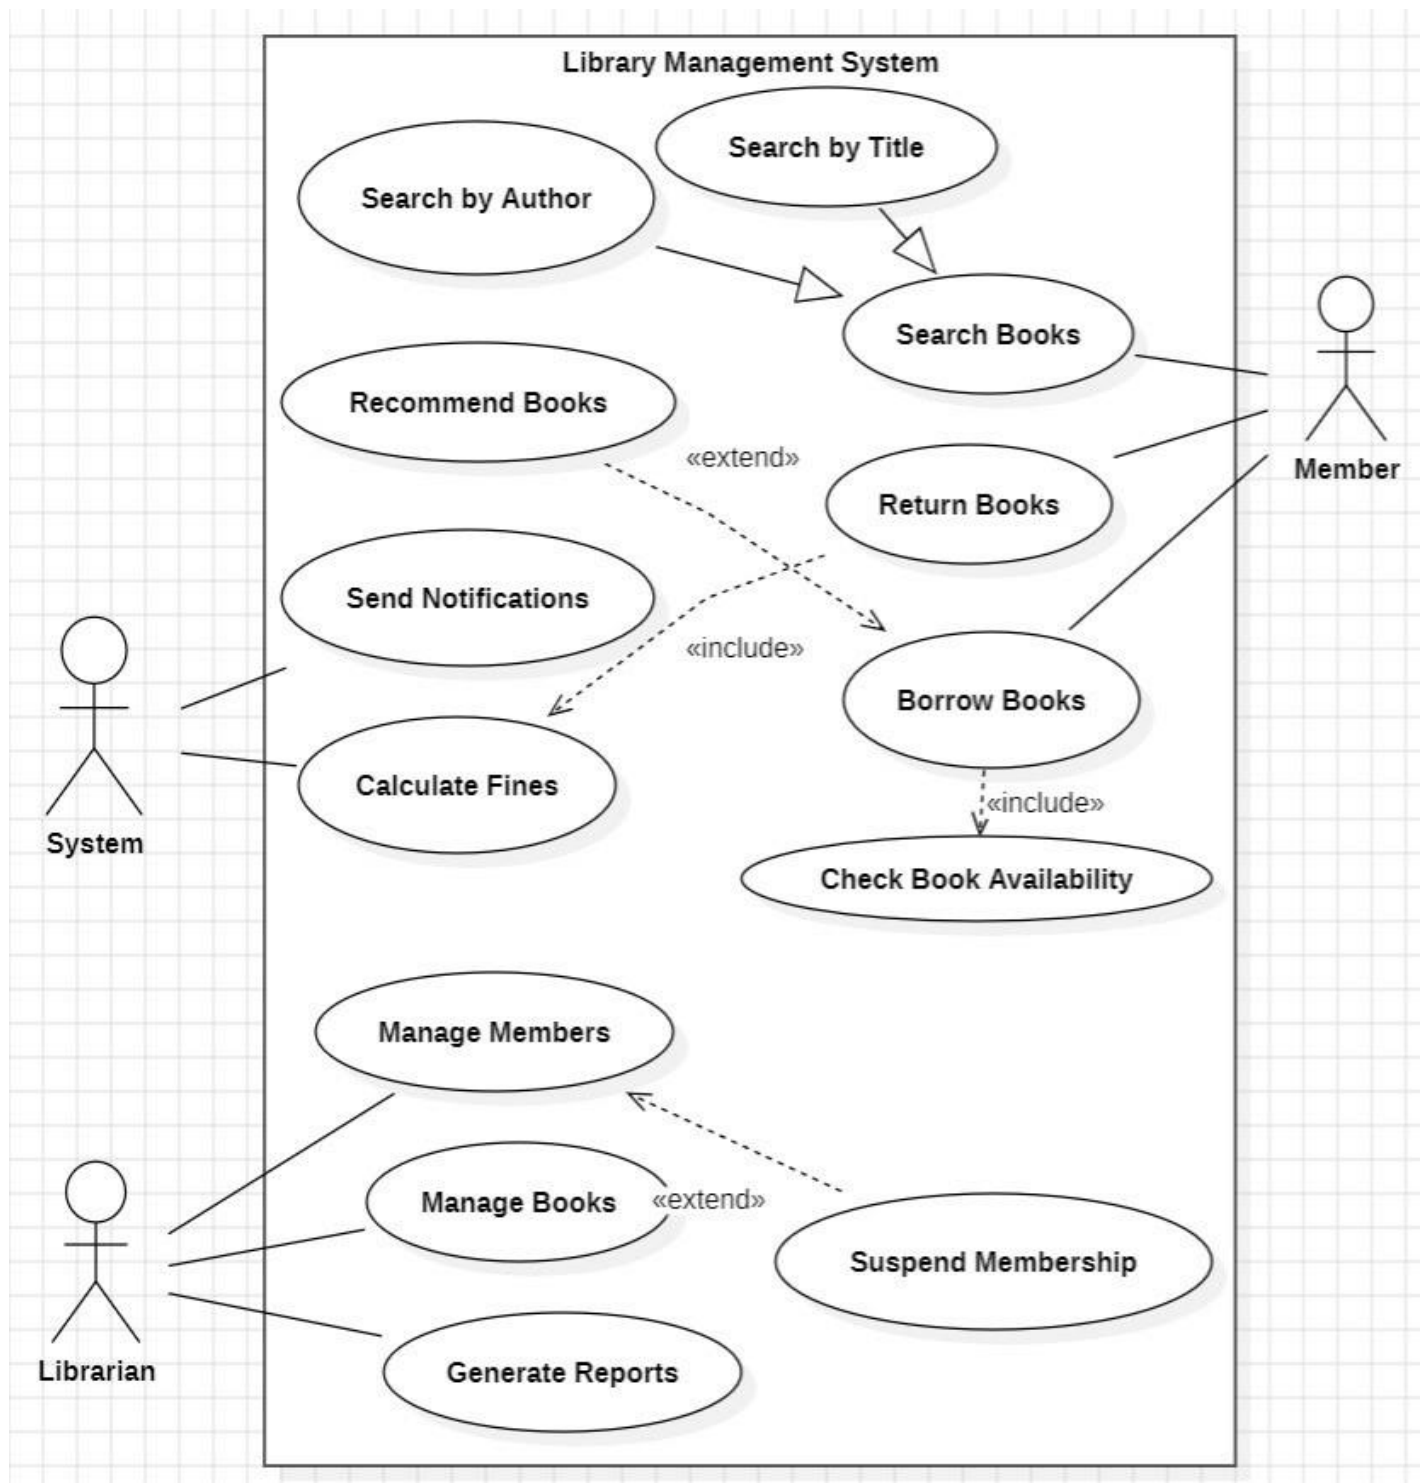 Library Management System
Search by Title
Search by Author
Search Books
Recommend Books
«extend»
Member
Return Books
Send Notifications
«include»
Borrow Books
Calculate Fines
«include»
System
Check Book Availability
Manage Members
Manage Books
«extend»
Suspend Membership
Librarian
Generate Reports